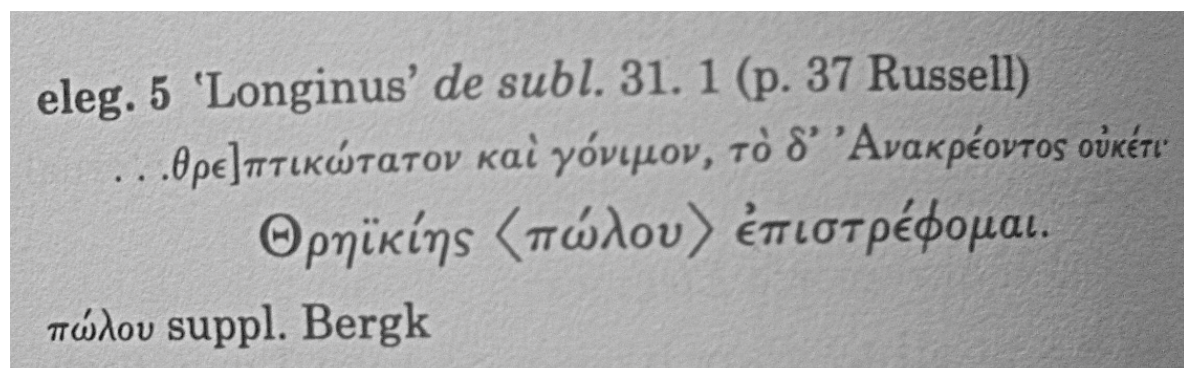 eleg. 5 ‘Longinus’ de subl. 31. 1 (p. 37 Russell)
. . .θρε]πτικώτατον καὶ γόνιμον, τὸ δ’ ’Ανακρέοντος οὐκέτι·
Θρηϊκίης ⟨πώλου⟩ ἐπιστρέφομαι.
πώλου suppl. Bergk